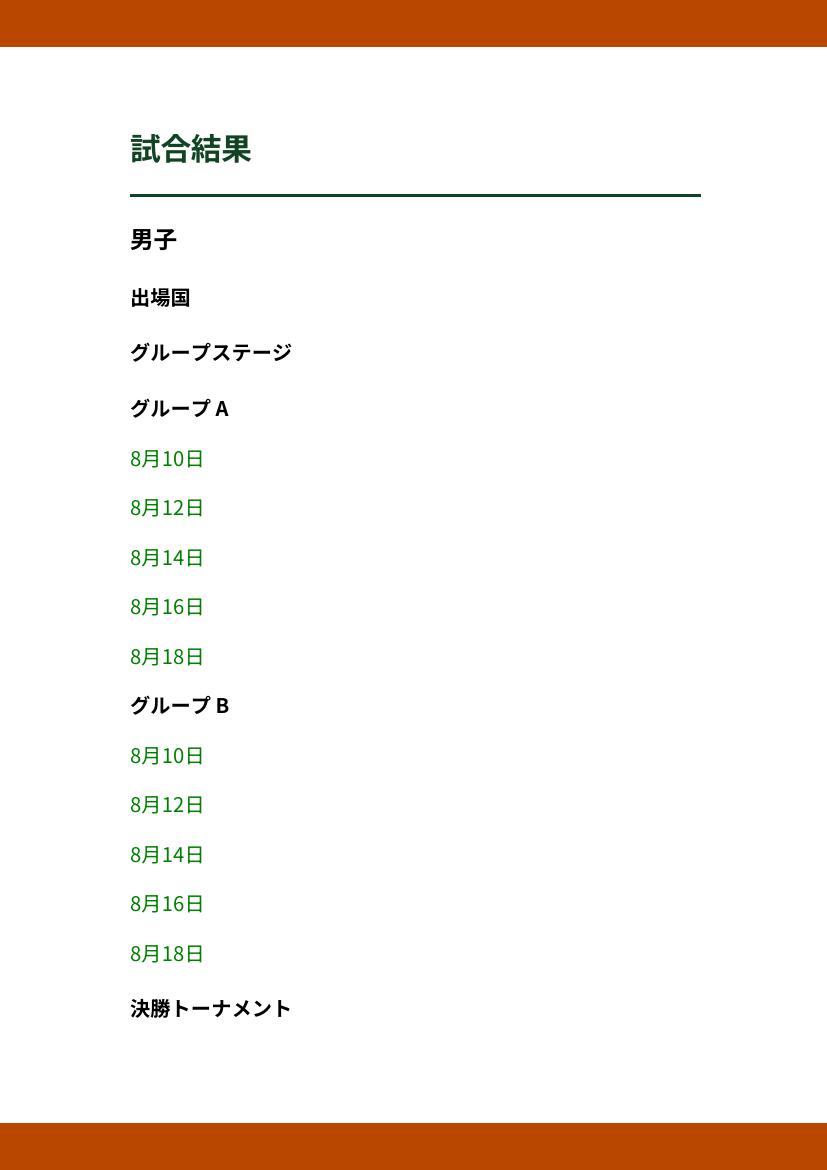 試合結果
男子
出場国
グループステージ
グループ A
8月10日
8月12日
8月14日
8月16日
8月18日
グループ B
8月10日
8月12日
8月14日
8月16日
8月18日
決勝トーナメント